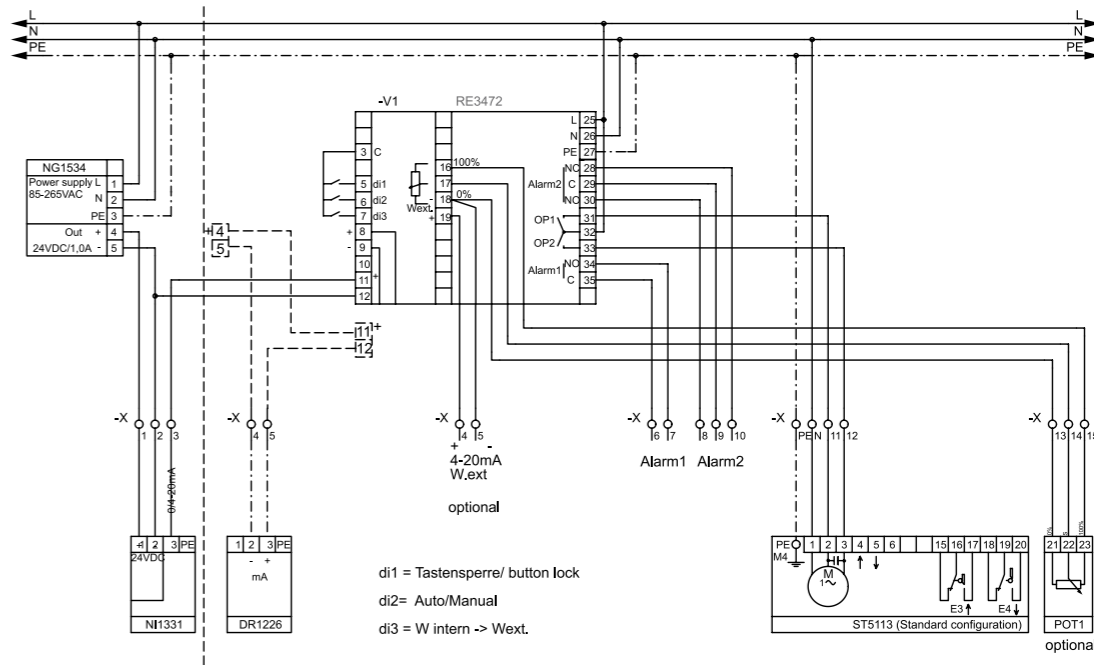 L L
N N
PE PE
-V1 RE3472
L 25
N 26
3 C PE 27
16 100% NC 28
NG1534
Power supply L 1
85-265VAC
N 2
PE 3
Out + 4
24VDC/1,0A - 5
5 di1 17 Alarm2 C 29
6 di2 - 18 0% NO 30
Wext.
7 di3 + 19 OP1 31
+ 4
5
+ 8 32
- 9 OP2 33
10 NO 34
Alarm1
11 + C 35
12
11 +
12
-X -X -X -X -X
1 2 3 4 5 4 5 6 7 8 9 10 PE N 11 12 13 14 15
+ -
4-20mA
W.ext
Alarm1 Alarm2
0/4-20mA
optional
0% S 100%
1 2 3 PE
24VDC
NI1331
1 2 3 PE
- +
mA
DR1226
di1 = Tastensperre/ button lock
di2= Auto/Manual
di3 = W intern -> Wext.
PE 1 2 3 4 5 6 15 16 17 18 19 20
M4
M
1~
E3 E4
ST5113 (Standard configuration)
21 22 23
POT1
optiona